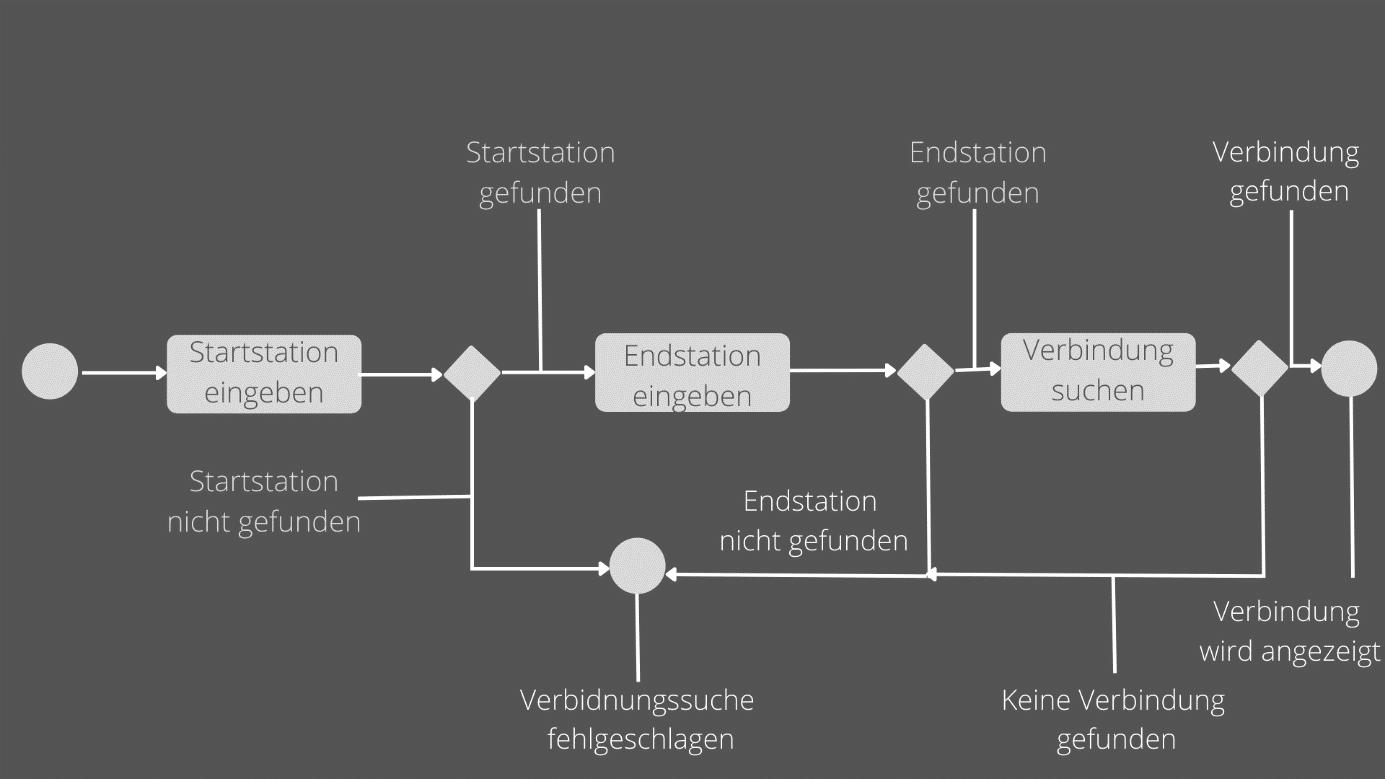 Startstation
gefunden
Endstation
gefunden
Verbindung
gefunden
Startstation
eingeben
Endstation
eingeben
Verbindung
suchen
Startstation
nicht gefunden
Endstation
nicht gefunden
Verbindung
wird angezeigt
Verbidnungssuche
fehlgeschlagen
Keine Verbindung
gefunden